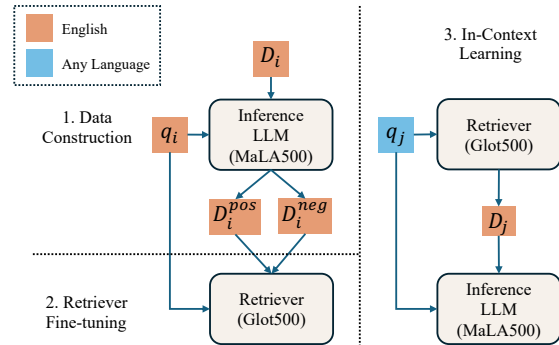 English
Any Language
1. Data
Construction
D_i
q_i
Inference
LLM
(MaLA500)
D_i^{pos}
D_i^{neg}
2. Retriever
Fine-tuning
Retriever
(Glot500)
3. In-Context
Learning
q_j
Retriever
(Glot500)
D_j
Inference
LLM
(MaLA500)